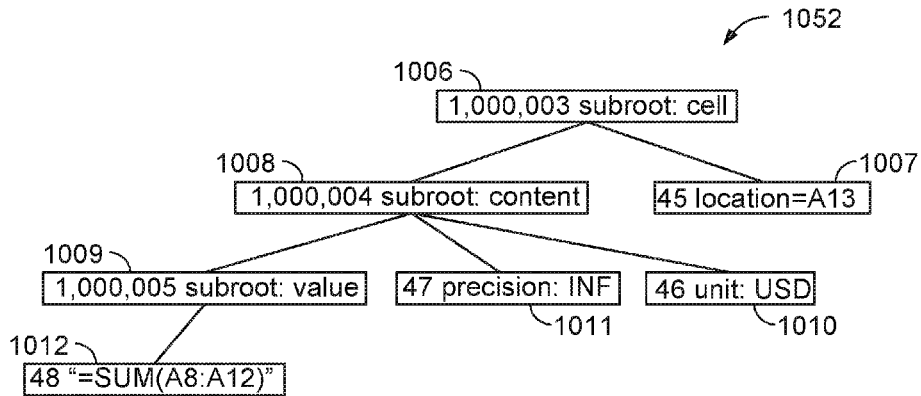 1052
1006
1,000,003 subroot: cell
1008
1007
1,000,004 subroot: content
45 location=A13
1009
1,000,005 subroot: value
47 precision: INF
46 unit: USD
1011
1010
1012
48 “=SUM(A8:A12)”